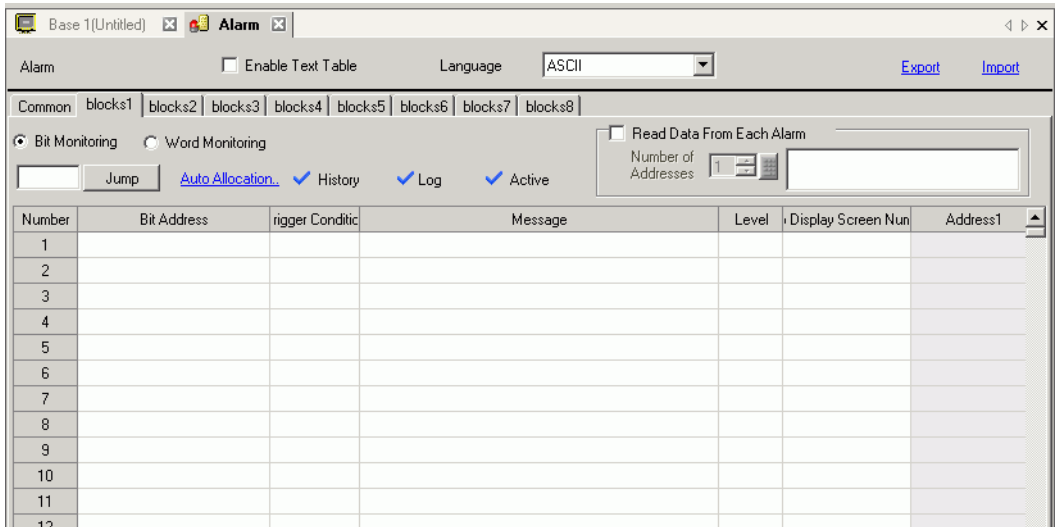 Base 1(Untitled) Alarm
Alarm Enable Text Table Language ASCII Export Import
Common blocks1 blocks2 blocks3 blocks4 blocks5 blocks6 blocks7 blocks8
Bit Monitoring Word Monitoring Read Data From Each Alarm
Number of Addresses 1
Jump Auto Allocation.. History Log Active
Number Bit Address rigger Conditic Message Level Display Screen Nun Address1
1
2
3
4
5
6
7
8
9
10
11
12